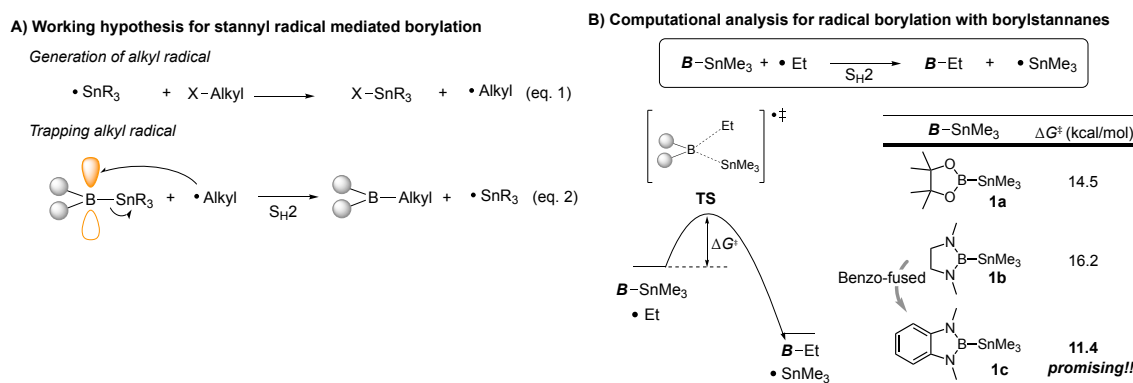 A) Working hypothesis for stannyl radical mediated borylation
Generation of alkyl radical
• SnR₃ + X–Alkyl X–SnR₃ + • Alkyl (eq. 1)
Trapping alkyl radical
B–SnR₃ + • Alkyl S_H2 B–Alkyl + • SnR₃ (eq. 2)
B) Computational analysis for radical borylation with borylstannanes
B–SnMe₃ + • Et S_H2 B–Et + • SnMe₃
B Et SnMe₃ •‡
TS
ΔG‡
B–SnMe₃
• Et
B–Et
• SnMe₃
B–SnMe₃ ΔG‡ (kcal/mol)
O
B–SnMe₃ 14.5
O
1a
N
B–SnMe₃ 16.2
N
1b
Benzo-fused
N
B–SnMe₃ 11.4
N
1c promising!!